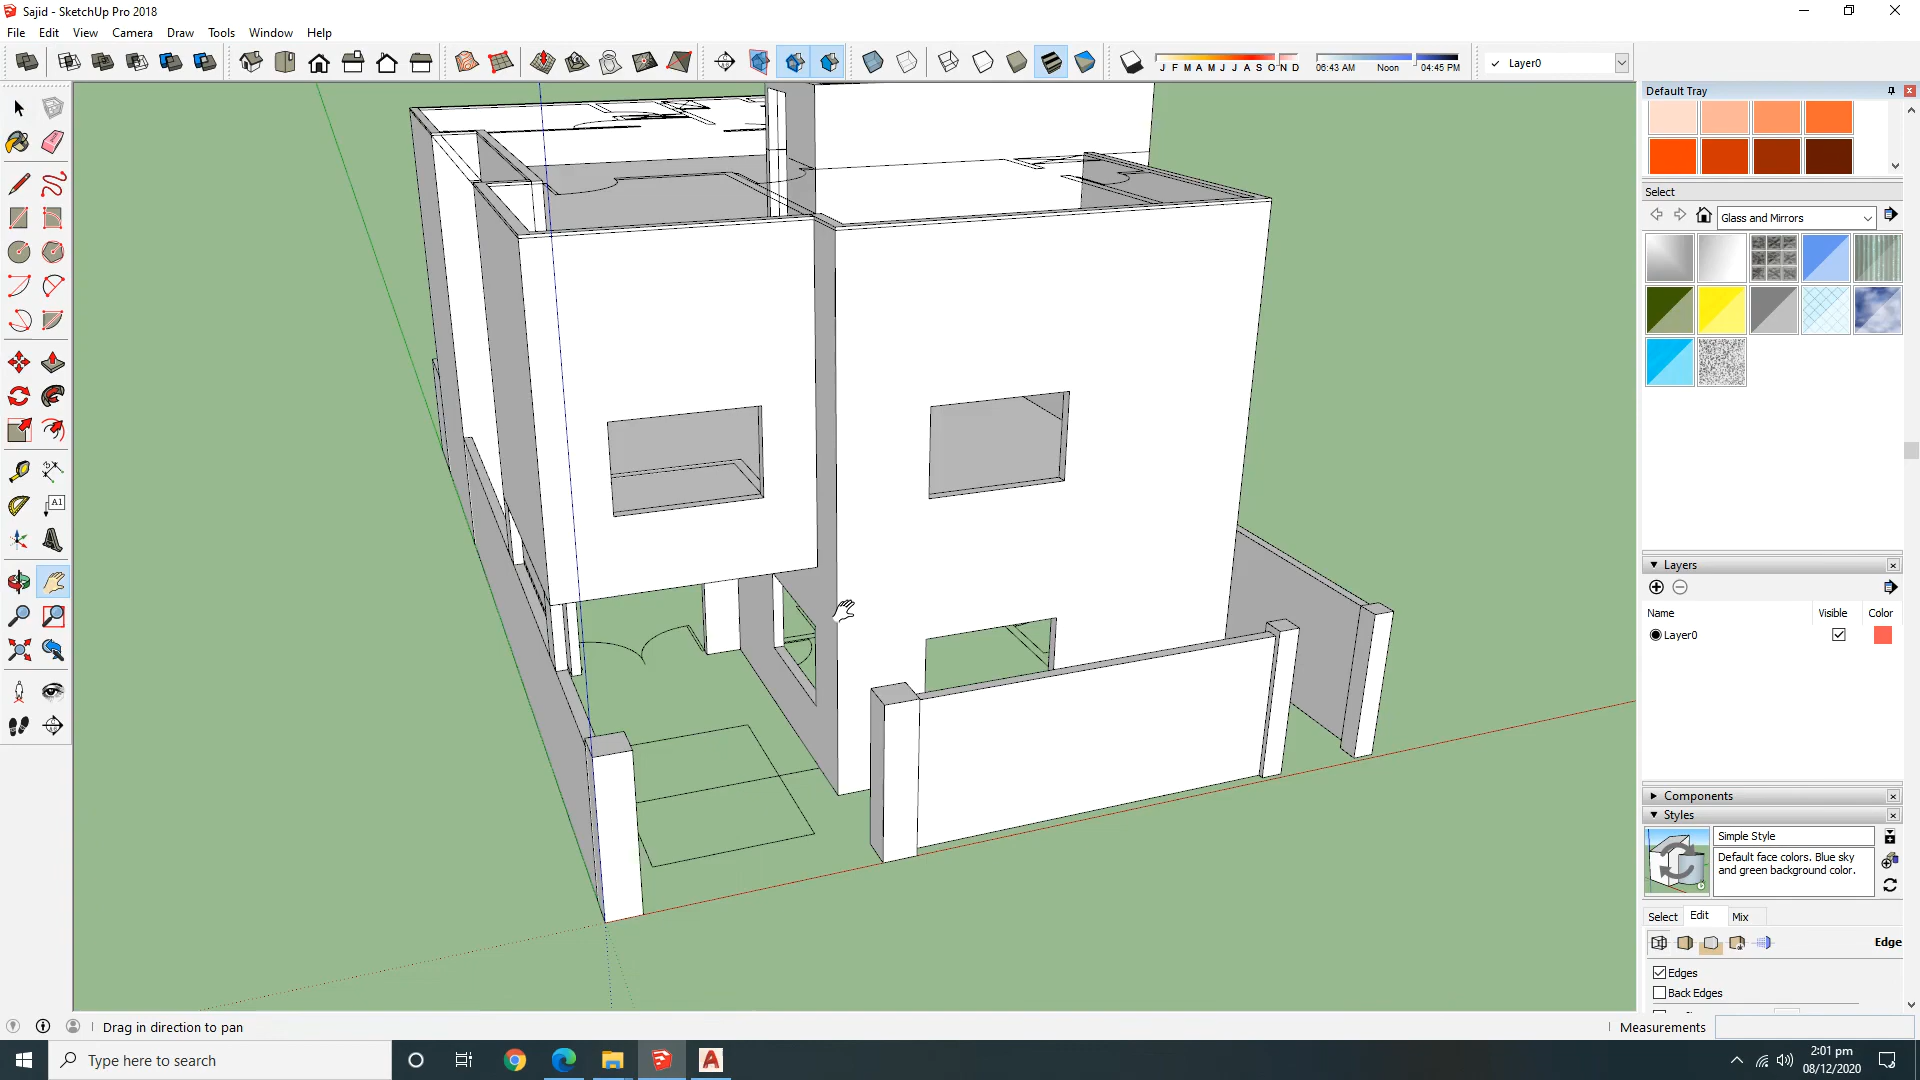 Sajid - SketchUp Pro 2018
File Edit View Camera Draw Tools Window Help
J F M A M J J A S O N D
06:43 AM Noon 04:45 PM
Layer0
Default Tray
Select
Glass and Mirrors
A1
Layers
Name Visible Color
Layer0
Components
Styles
Simple Style
Default face colors. Blue sky
and green background color.
Select Edit Mix
Edge
Edges
Back Edges
Drag in direction to pan
Measurements
Type here to search
2:01 pm
08/12/2020